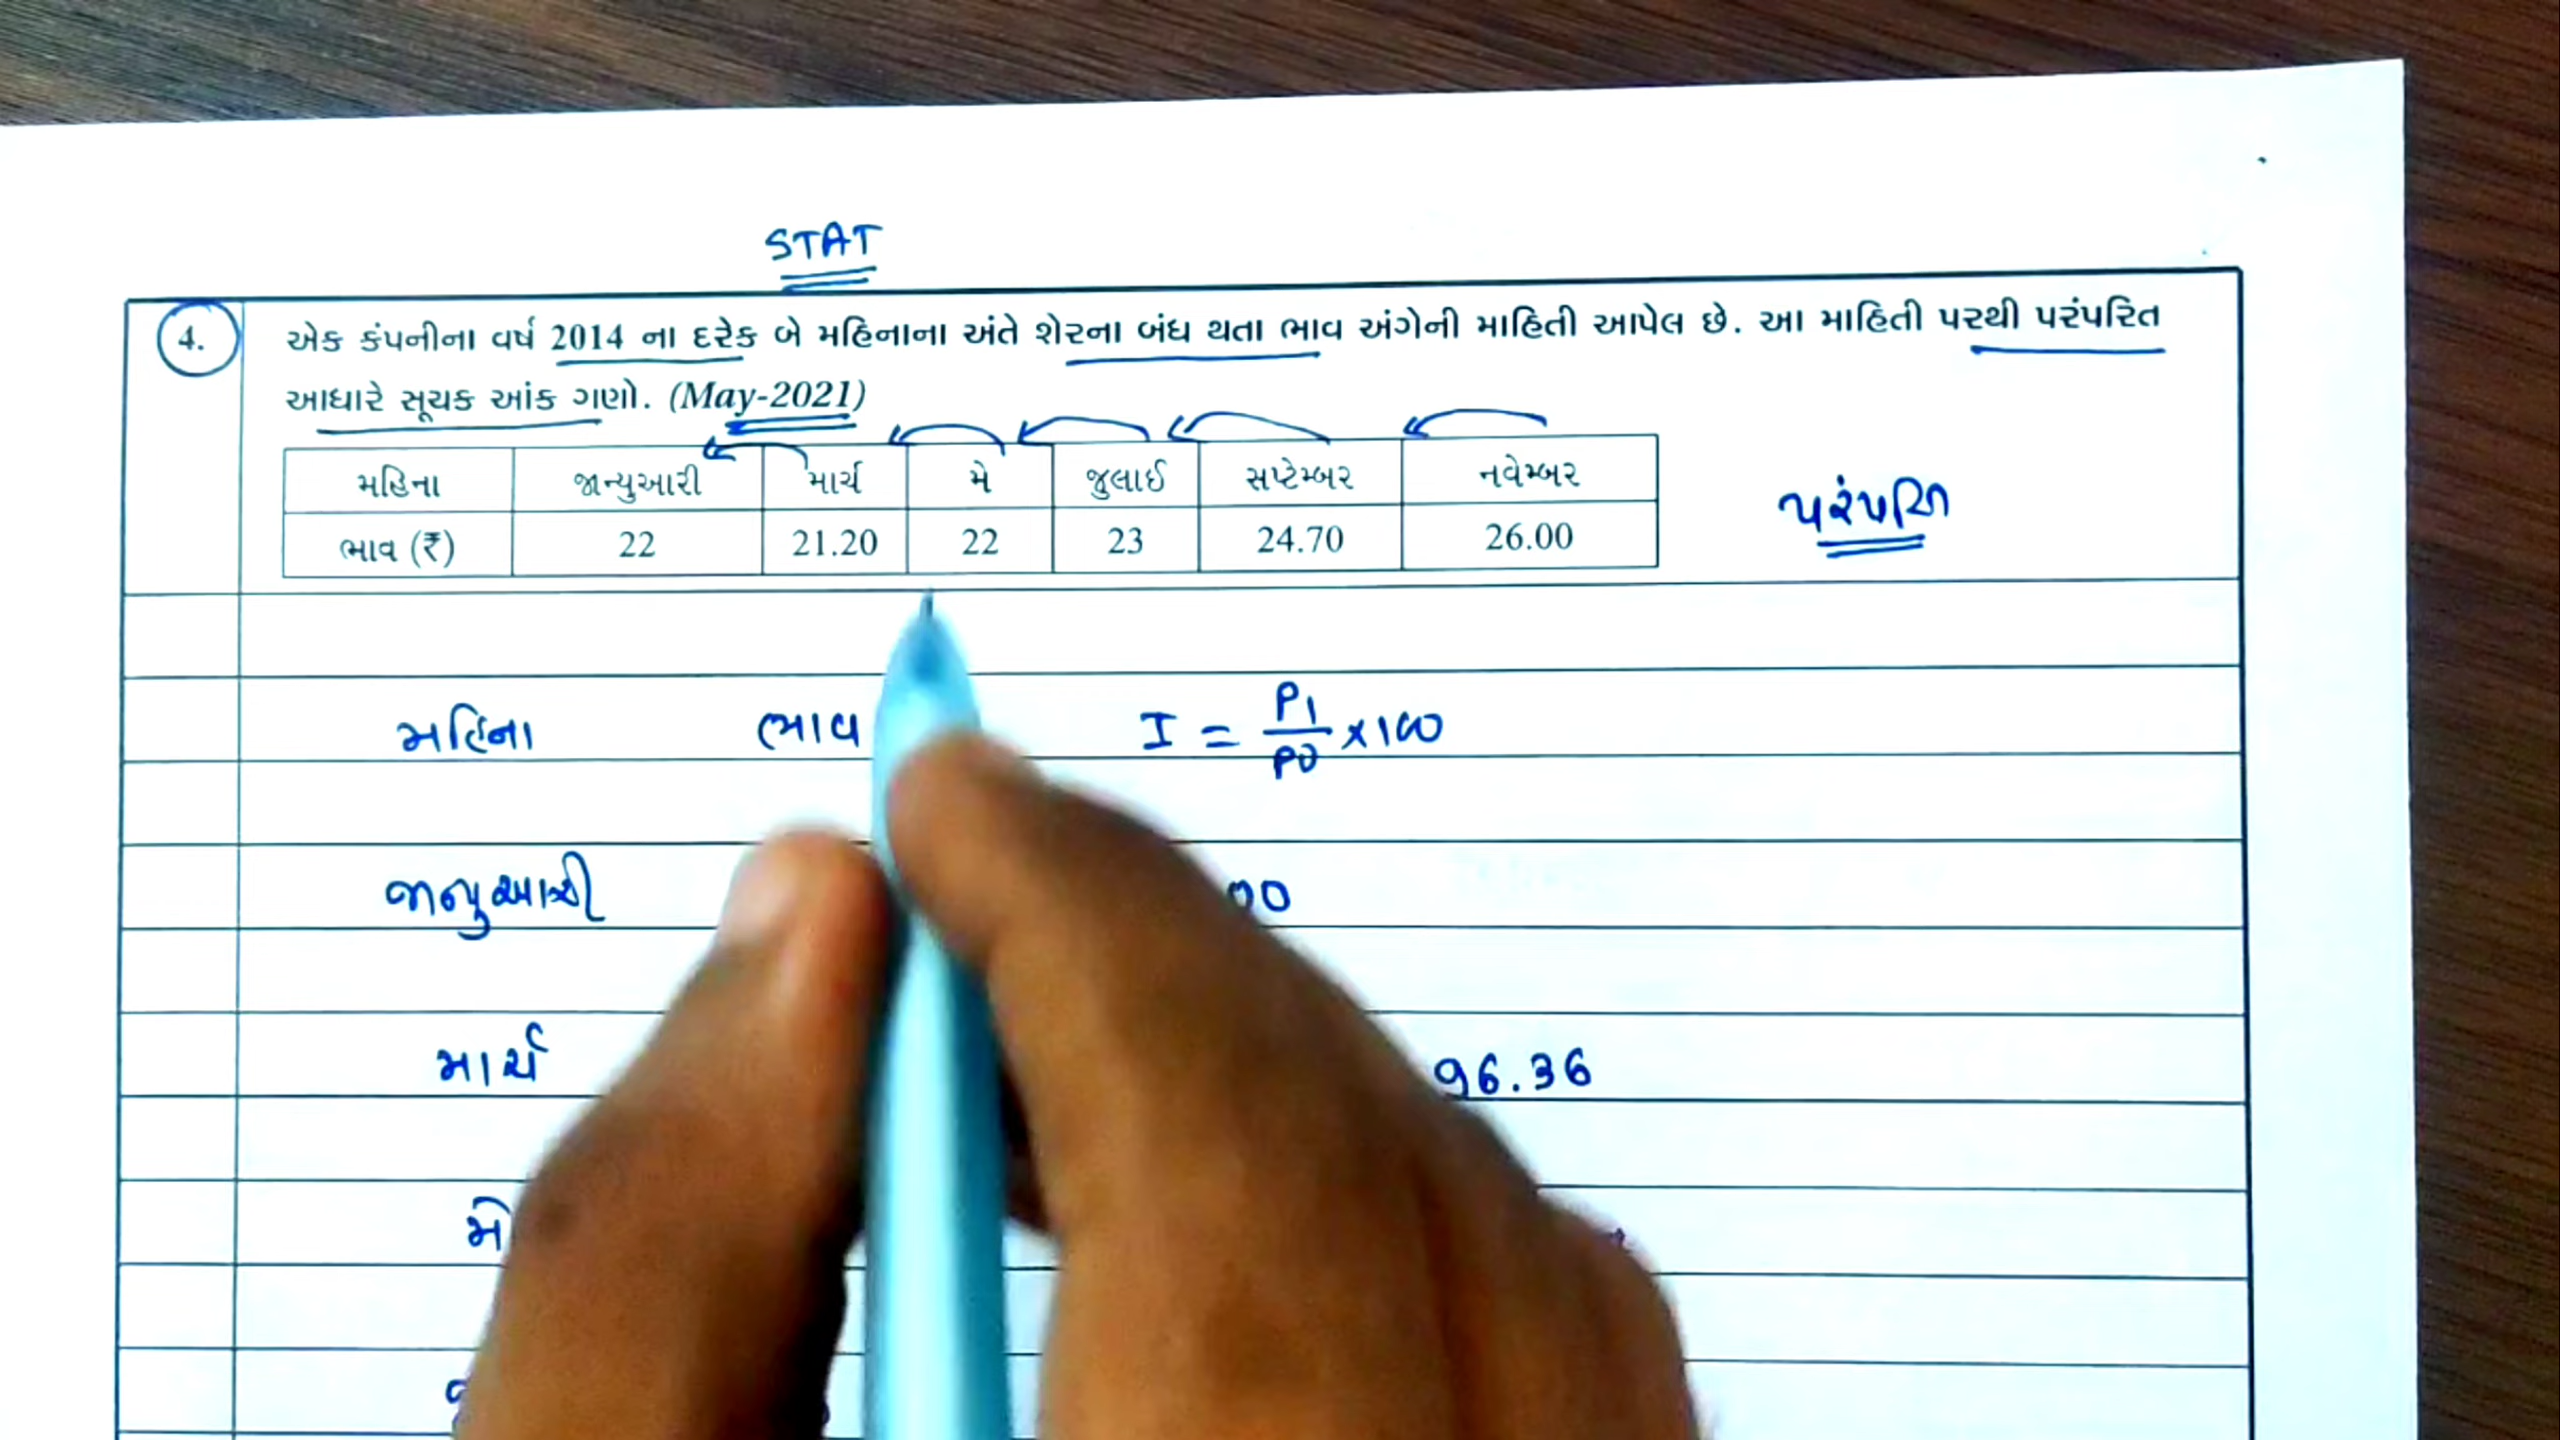 STAT
4. એક કંપનીના વર્ષ 2014 ના દરેક બે મહિનાના અંતે શેરના બંધ થતા ભાવ અંગેની માહિતી આપેલ છે. આ માહિતી પરથી પરંપરિત
આધારે સૂચક આંક ગણો. (May-2021)
મહિના જાન્યુઆરી માર્ચ મે જુલાઈ સપ્ટેમ્બર નવેમ્બર
ભાવ (₹) 22 21.20 22 23 24.70 26.00
પરંપરિત
મહિના ભાવ I = P1/P0 × 100
જાન્યુઆરી 00
માર્ચ 96.36
મે